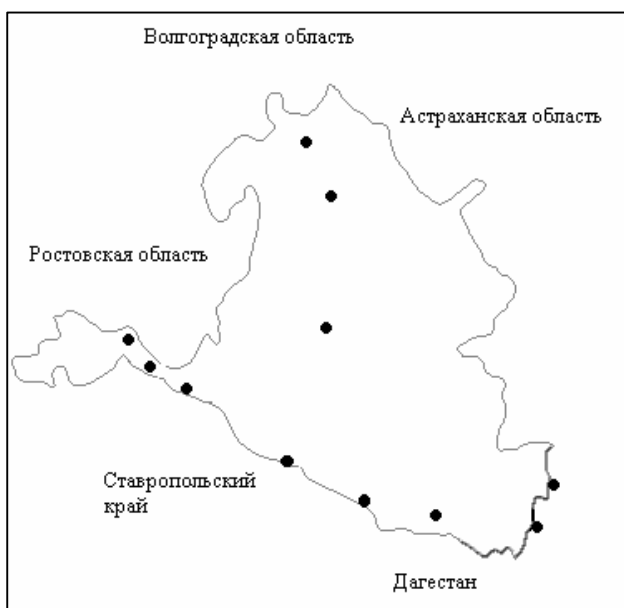 Волгоградская область
Астраханская область
Ростовская область
Ставропольский
край
Дагестан